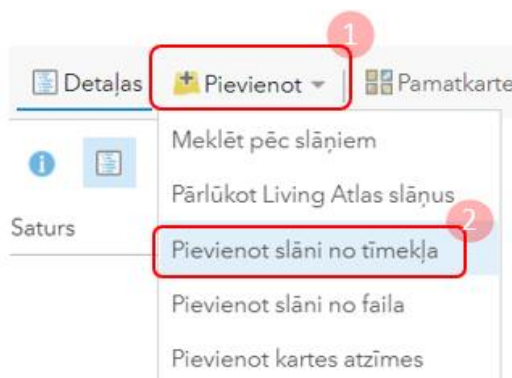 1
Detaļas Pievienot Pamatkarte
Meklēt pēc slāņiem
Pārlūkot Living Atlas slāņus
Saturs
2
Pievienot slāni no tīmekļa
Pievienot slāni no faila
Pievienot kartes atzīmes